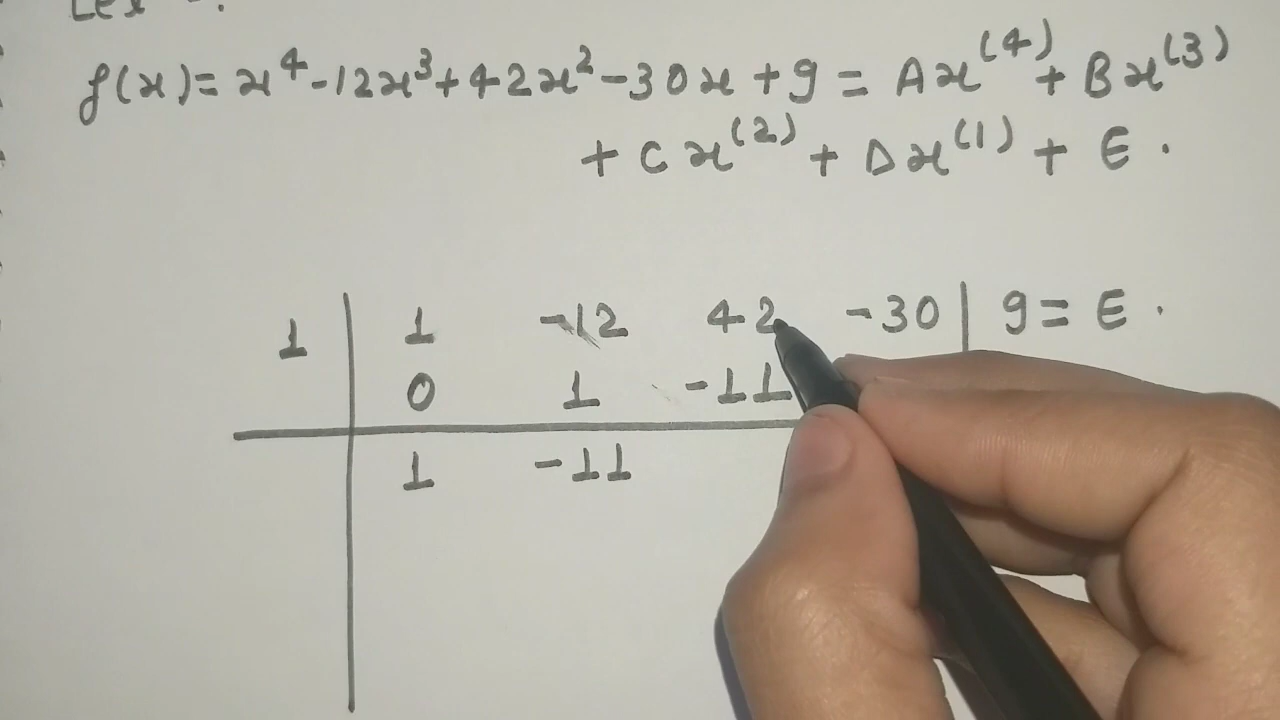 Let
f(x) = x⁴ - 12x³ + 42x² - 30x + 9 = Ax⁽⁴⁾ + Bx⁽³⁾
+ Cx⁽²⁾ + Dx⁽¹⁾ + E .
1 | 1 -12 42 -30 | 9 = E .
0 1 -11
1 -11